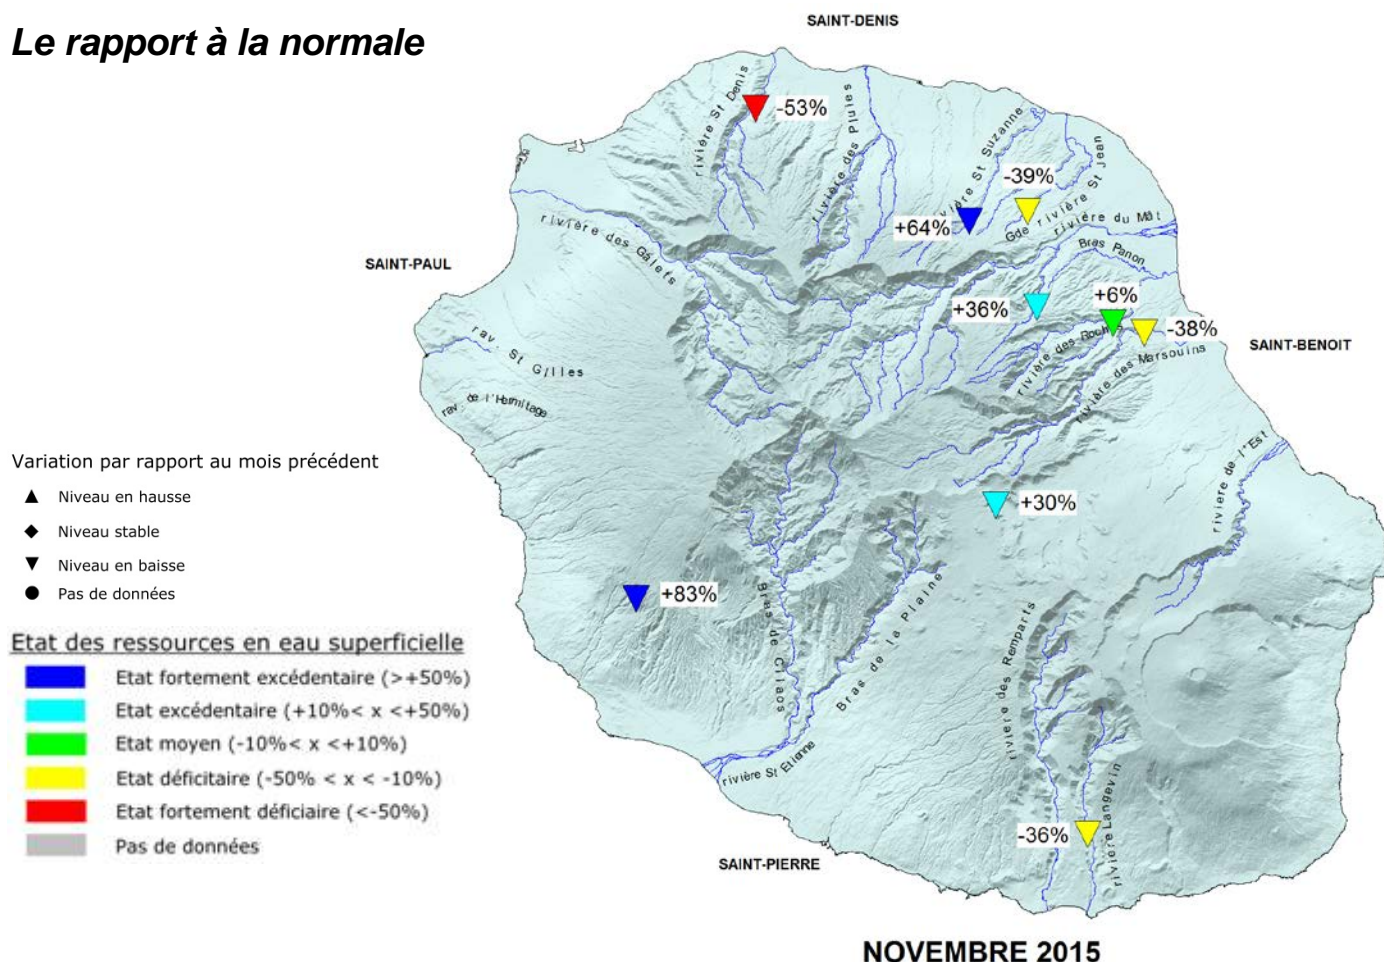 Le rapport à la normale
SAINT-DENIS
rivière St Denis
-53%
rivière des Pluies
rivière St Suzanne
-39%
Gde rivière St Jean
+64%
rivière du Mât
rivière des Galets
Bras Panon
SAINT-PAUL
+36%
+6%
-38%
SAINT-BENOIT
rivière des Roches
rivière des Marsouins
rav. St Gilles
rav. de l'Hermitage
rivière de l'Est
Variation par rapport au mois précédent
Niveau en hausse
Niveau stable
Niveau en baisse
Pas de données
+30%
+83%
Bras de Cilaos
Bras de la Plaine
rivière des Remparts
Etat des ressources en eau superficielle
Etat fortement excédentaire (>+50%)
Etat excédentaire (+10%< x <+50%)
Etat moyen (-10%< x <+10%)
Etat déficitaire (-50% < x < -10%)
Etat fortement déficiaire (<-50%)
Pas de données
rivière St Etienne
rivière Langevin
-36%
SAINT-PIERRE
NOVEMBRE 2015